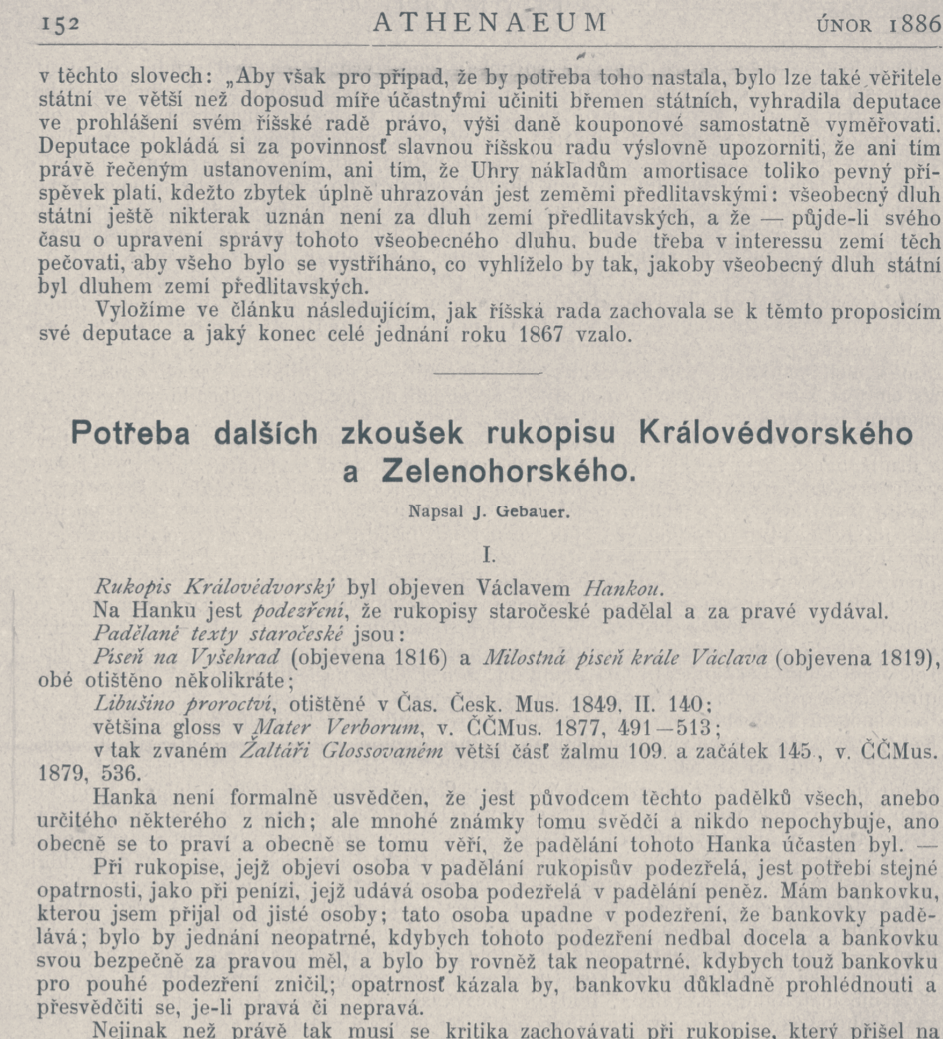 152 ATHENAEUM ÚNOR 1886
v těchto slovech: „Aby však pro případ, že by potřeba toho nastala, bylo lze také věřitele
státní ve větší než doposud míře účastnými učiniti břemen státních, vyhradila deputace
ve prohlášení svém říšské radě právo, výši daně kouponové samostatně vyměřovati.
Deputace pokládá si za povinnosť slavnou říšskou radu výslovně upozorniti, že ani tím
právě řečeným ustanovením, ani tím, že Uhry nákladům amortisace toliko pevný pří-
spěvek platí, kdežto zbytek úplně uhrazován jest zeměmi předlitavskými: všeobecný dluh
státní ještě nikterak uznán není za dluh zemí předlitavských, a že — půjde-li svého
času o upravení správy tohoto všeobecného dluhu, bude třeba v interessu zemí těch
pečovati, aby všeho bylo se vystříháno, co vyhlíželo by tak, jakoby všeobecný dluh státní
byl dluhem zemí předlitavských.
Vyložíme ve článku následujícím, jak říšská rada zachovala se k těmto proposicím
své deputace a jaký konec celé jednání roku 1867 vzalo.
Potřeba dalších zkoušek rukopisu Královédvorského
a Zelenohorského.
Napsal J. Gebauer.
I.
Rukopis Královédvorský byl objeven Václavem Hankou.
Na Hanku jest podezření, že rukopisy staročeské padělal a za pravé vydával.
Padělané texty staročeské jsou:
Píseň na Vyšehrad (objevena 1816) a Milostná píseň krále Václava (objevena 1819),
obé otištěno několikráte;
Libušino proroctví, otištěné v Čas. Česk. Mus. 1849. II. 140;
většina gloss v Mater Verborum, v. ČČMus. 1877, 491—513;
v tak zvaném Žaltáři Glossovaném větší čásť žalmu 109. a začátek 145., v. ČČMus.
1879, 536.
Hanka není formalně usvědčen, že jest původcem těchto padělků všech, anebo
určitého některého z nich; ale mnohé známky tomu svědčí a nikdo nepochybuje, ano
obecně se to praví a obecně se tomu věří, že padělání tohoto Hanka účasten byl. —
Při rukopise, jejž objeví osoba v padělání rukopisův podezřelá, jest potřebí stejné
opatrnosti, jako při penízi, jejž udává osoba podezřelá v padělání peněz. Mám bankovku,
kterou jsem přijal od jisté osoby; tato osoba upadne v podezření, že bankovky padě-
lává; bylo by jednání neopatrné, kdybych tohoto podezření nedbal docela a bankovku
svou bezpečně za pravou měl, a bylo by rovněž tak neopatrné, kdybych touž bankovku
pro pouhé podezření zničil; opatrnosť kázala by, bankovku důkladně prohlédnouti a
přesvědčiti se, je-li pravá či nepravá.
Nejinak než právě tak musí se kritika zachovávati při rukopise, který přišel na